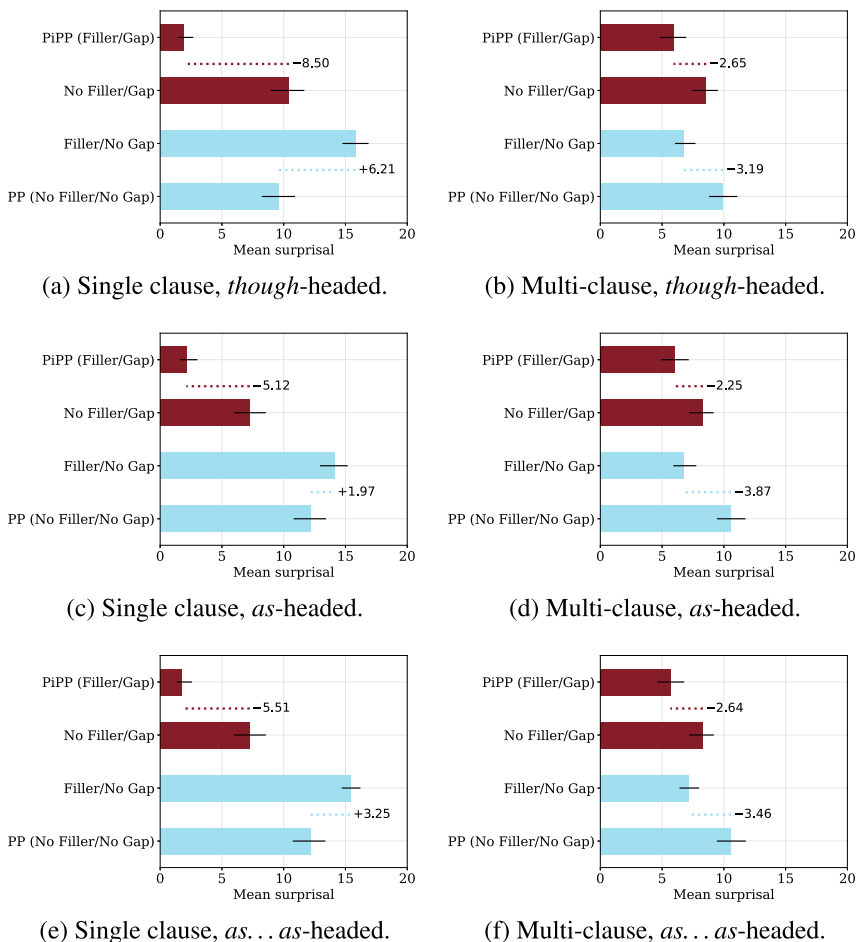 PiPP (Filler/Gap)
−8.50
No Filler/Gap
Filler/No Gap
+6.21
PP (No Filler/No Gap)
0 5 10 15 20
Mean surprisal
(a) Single clause, though-headed.
PiPP (Filler/Gap)
−2.65
No Filler/Gap
Filler/No Gap
−3.19
PP (No Filler/No Gap)
0 5 10 15 20
Mean surprisal
(b) Multi-clause, though-headed.
PiPP (Filler/Gap)
−5.12
No Filler/Gap
Filler/No Gap
+1.97
PP (No Filler/No Gap)
0 5 10 15 20
Mean surprisal
(c) Single clause, as-headed.
PiPP (Filler/Gap)
−2.25
No Filler/Gap
Filler/No Gap
−3.87
PP (No Filler/No Gap)
0 5 10 15 20
Mean surprisal
(d) Multi-clause, as-headed.
PiPP (Filler/Gap)
−5.51
No Filler/Gap
Filler/No Gap
+3.25
PP (No Filler/No Gap)
0 5 10 15 20
Mean surprisal
(e) Single clause, as... as-headed.
PiPP (Filler/Gap)
−2.64
No Filler/Gap
Filler/No Gap
−3.46
PP (No Filler/No Gap)
0 5 10 15 20
Mean surprisal
(f) Multi-clause, as... as-headed.